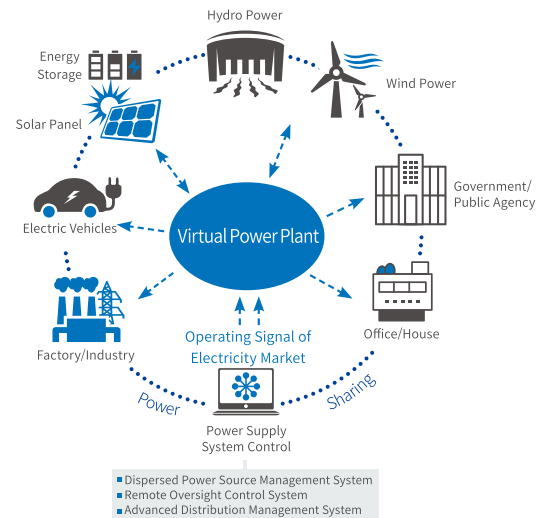 Hydro Power
Energy
Storage
Wind Power
Solar Panel
Government/
Public Agency
Virtual Power Plant
Electric Vehicles
Operating Signal of
Electricity Market
Office/House
Factory/Industry
Power
Sharing
Power Supply
System Control
Dispersed Power Source Management System
Remote Oversight Control System
Advanced Distribution Management System